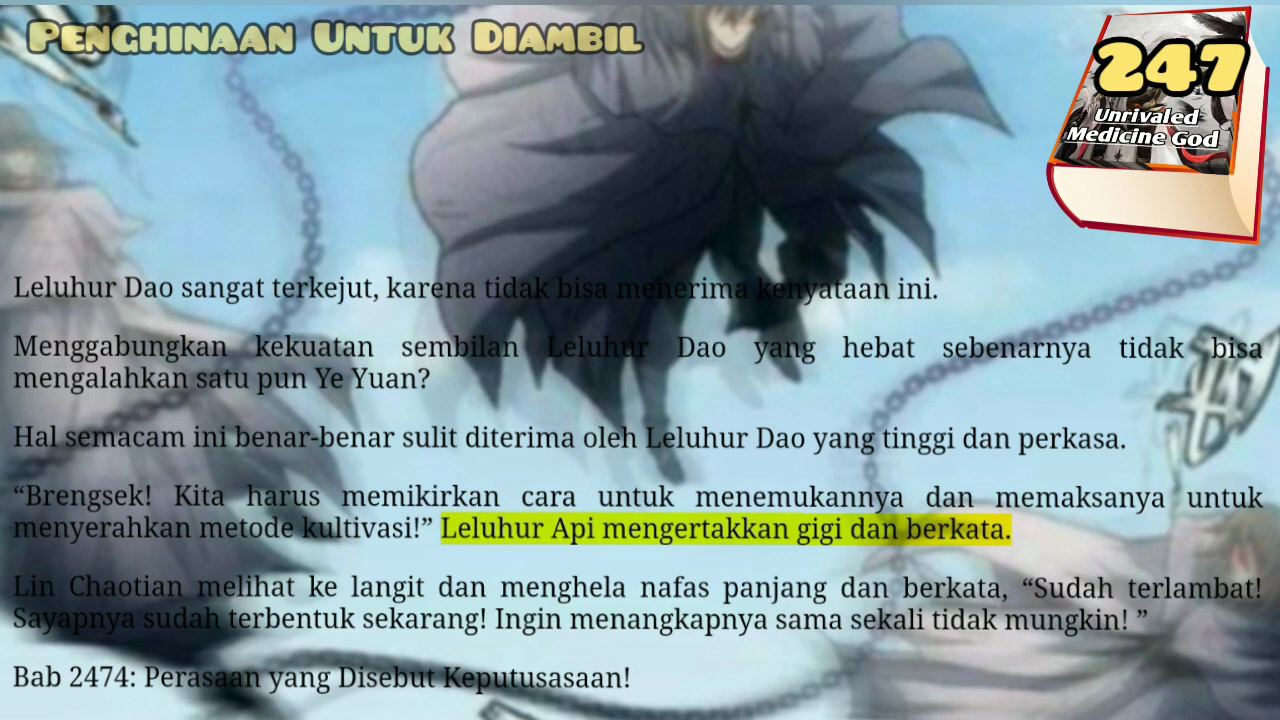 Penghinaan Untuk Diambil
247
Unrivaled
Medicine God
Leluhur Dao sangat terkejut, karena tidak bisa menerima kenyataan ini.
Menggabungkan kekuatan sembilan Leluhur Dao yang hebat sebenarnya tidak bisa
mengalahkan satu pun Ye Yuan?
Hal semacam ini benar-benar sulit diterima oleh Leluhur Dao yang tinggi dan perkasa.
“Brengsek! Kita harus memikirkan cara untuk menemukannya dan memaksanya untuk
menyerahkan metode kultivasi!” Leluhur Api mengertakkan gigi dan berkata.
Lin Chaotian melihat ke langit dan menghela nafas panjang dan berkata, “Sudah terlambat!
Sayapnya sudah terbentuk sekarang! Ingin menangkapnya sama sekali tidak mungkin! ”
Bab 2474: Perasaan yang Disebut Keputusasaan!